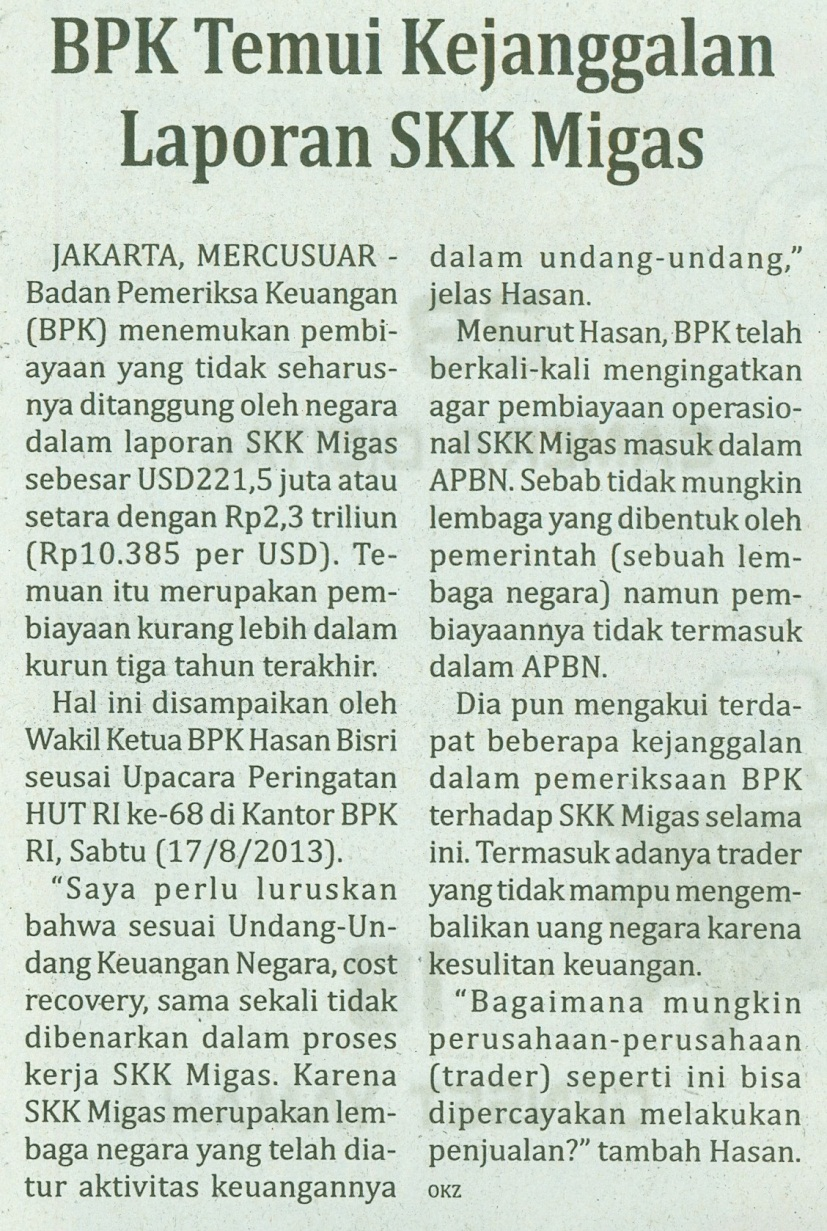 BPK Temui Kejanggalan
Laporan SKK Migas
JAKARTA, MERCUSUAR -
Badan Pemeriksa Keuangan
(BPK) menemukan pembi-
ayaan yang tidak seharus-
nya ditanggung oleh negara
dalam laporan SKK Migas
sebesar USD221,5 juta atau
setara dengan Rp2,3 triliun
(Rp10.385 per USD). Te-
muan itu merupakan pem-
biayaan kurang lebih dalam
kurun tiga tahun terakhir.
Hal ini disampaikan oleh
Wakil Ketua BPK Hasan Bisri
seusai Upacara Peringatan
HUT RI ke-68 di Kantor BPK
RI, Sabtu (17/8/2013).
“Saya perlu luruskan
bahwa sesuai Undang-Un-
dang Keuangan Negara, cost
recovery, sama sekali tidak
dibenarkan dalam proses
kerja SKK Migas. Karena
SKK Migas merupakan lem-
baga negara yang telah dia-
tur aktivitas keuangannya
dalam undang-undang,”
jelas Hasan.
Menurut Hasan, BPK telah
berkali-kali mengingatkan
agar pembiayaan operasio-
nal SKK Migas masuk dalam
APBN. Sebab tidak mungkin
lembaga yang dibentuk oleh
pemerintah (sebuah lem-
baga negara) namun pem-
biayaannya tidak termasuk
dalam APBN.
Dia pun mengakui terda-
pat beberapa kejanggalan
dalam pemeriksaan BPK
terhadap SKK Migas selama
ini. Termasuk adanya trader
yang tidak mampu mengem-
balikan uang negara karena
kesulitan keuangan.
“Bagaimana mungkin
perusahaan-perusahaan
(trader) seperti ini bisa
dipercayakan melakukan
penjualan?” tambah Hasan.
OKZ